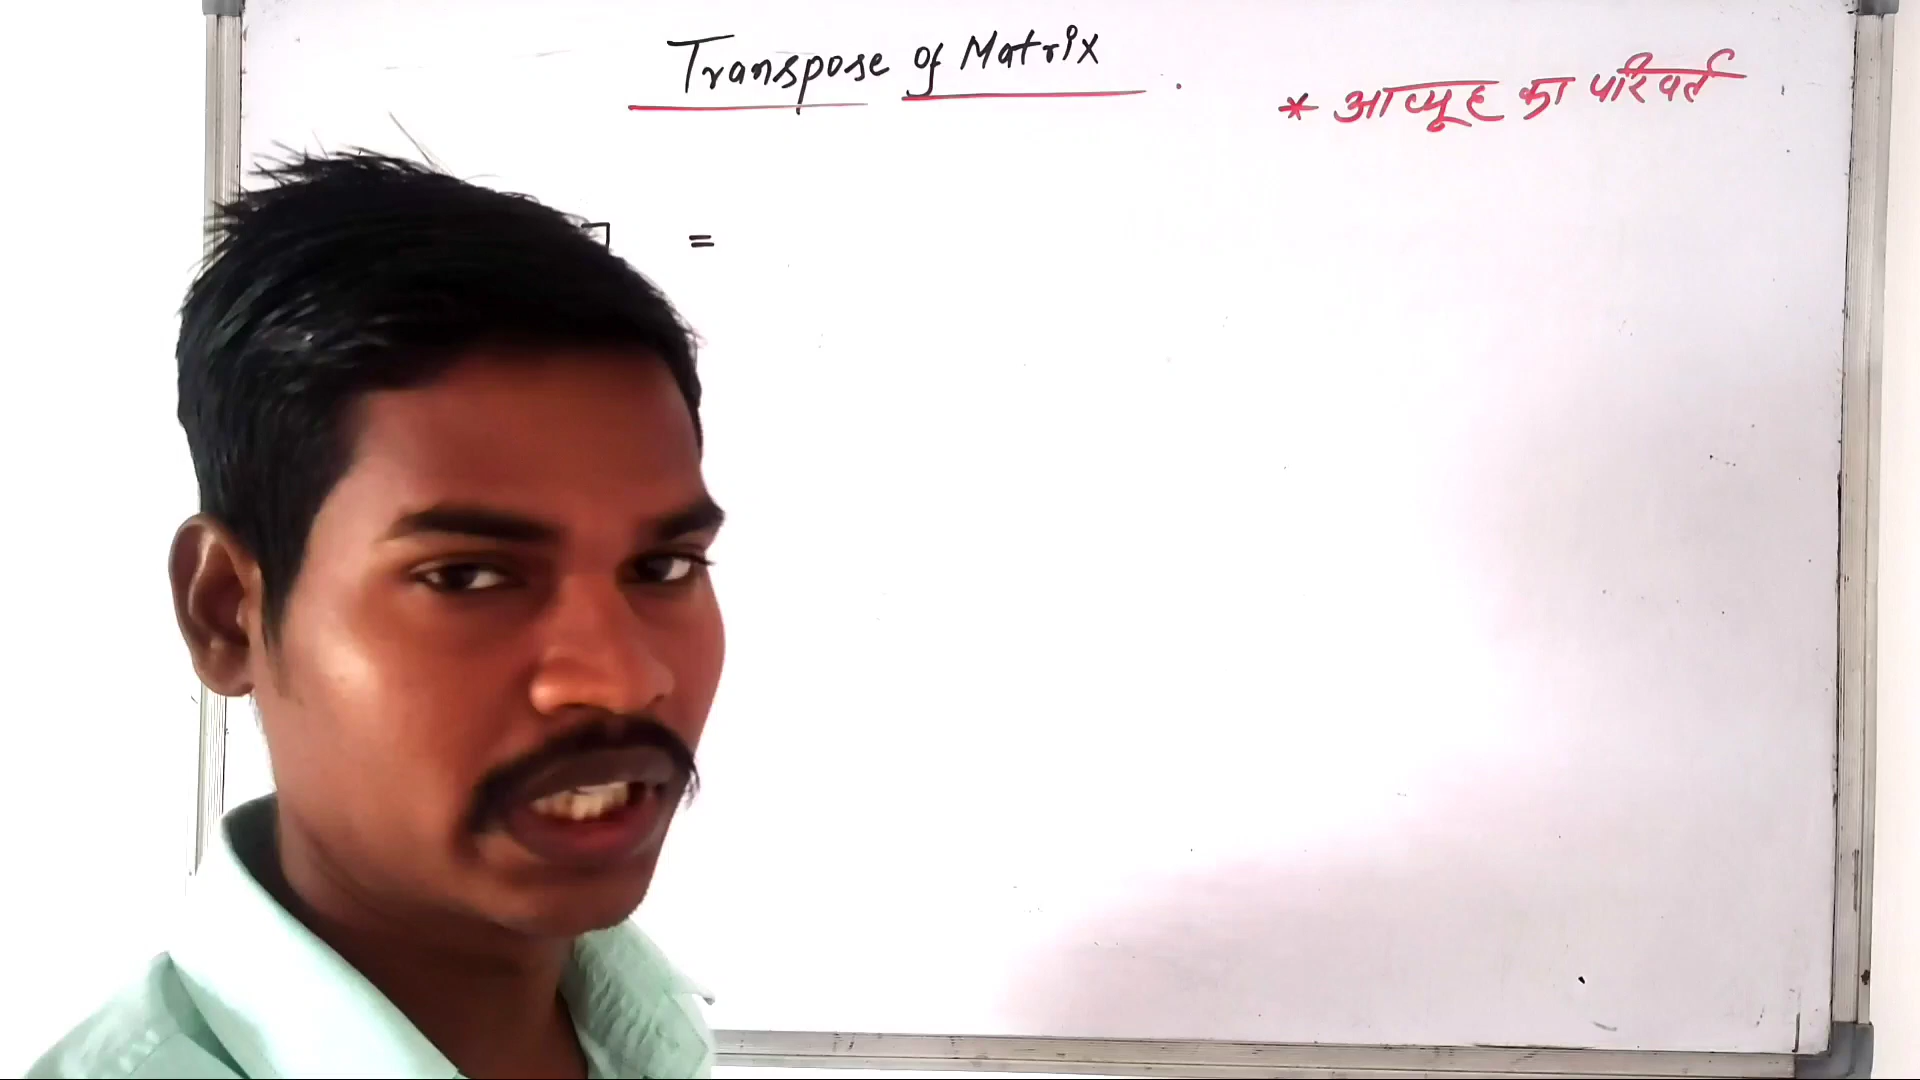 Transpose of Matrix .
* आव्यूह का परिवर्त
=